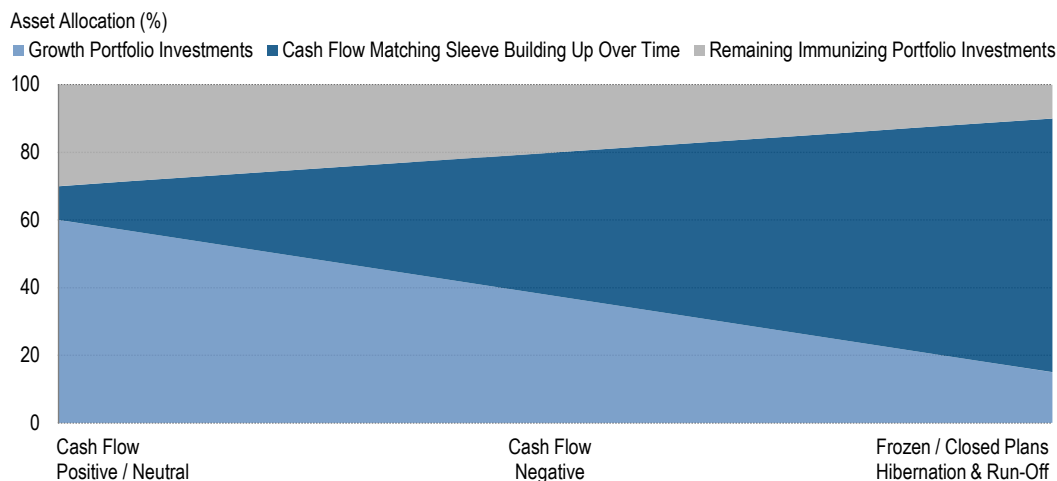 Asset Allocation (%)
Growth Portfolio Investments Cash Flow Matching Sleeve Building Up Over Time Remaining Immunizing Portfolio Investments
100
80
60
40
20
0
Cash Flow Cash Flow Frozen / Closed Plans
Positive / Neutral Negative Hibernation & Run-Off